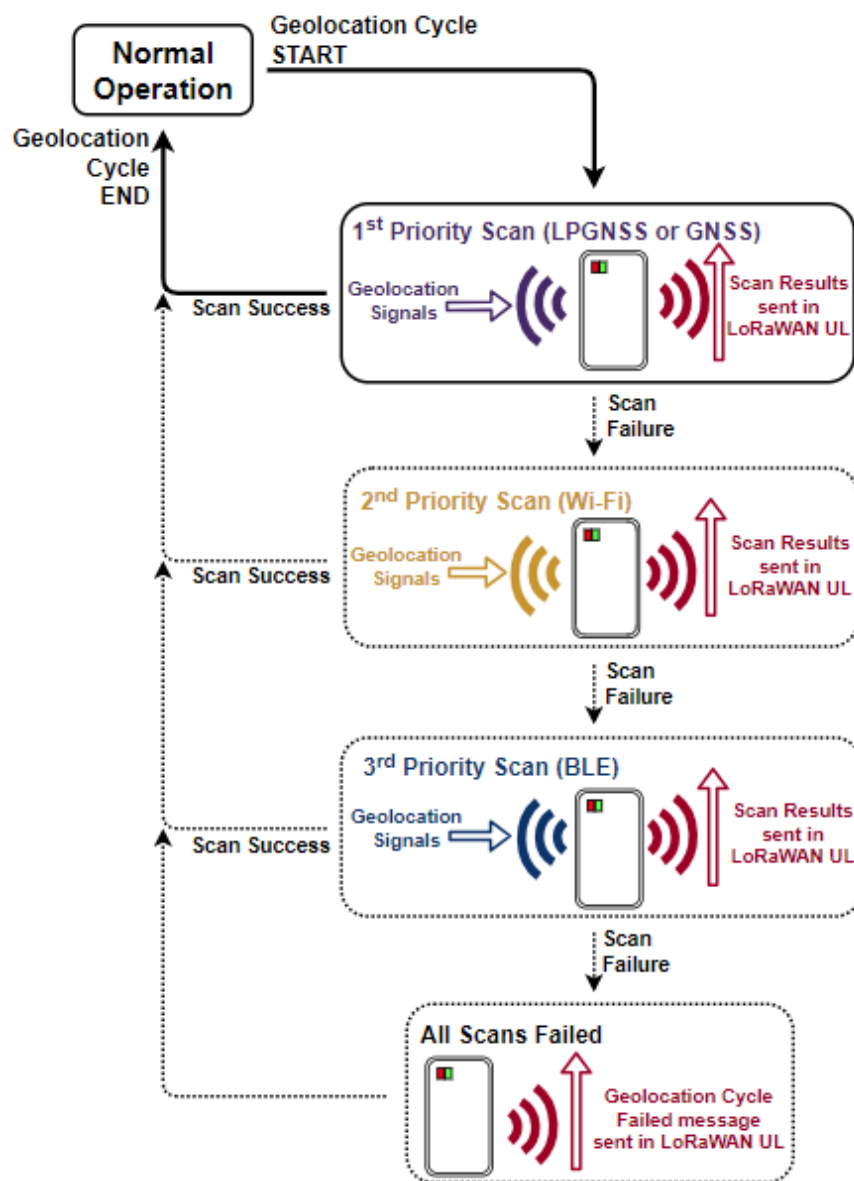 Normal
Operation
Geolocation Cycle
START
Geolocation
Cycle
END
1st Priority Scan (LPGNSS or GNSS)
Geolocation
Signals
Scan Results
sent in
LoRaWAN UL
Scan Success
Scan
Failure
2nd Priority Scan (Wi-Fi)
Geolocation
Signals
Scan Results
sent in
LoRaWAN UL
Scan Success
Scan
Failure
3rd Priority Scan (BLE)
Geolocation
Signals
Scan Results
sent in
LoRaWAN UL
Scan Success
Scan
Failure
All Scans Failed
Geolocation Cycle
Failed message
sent in LoRaWAN UL